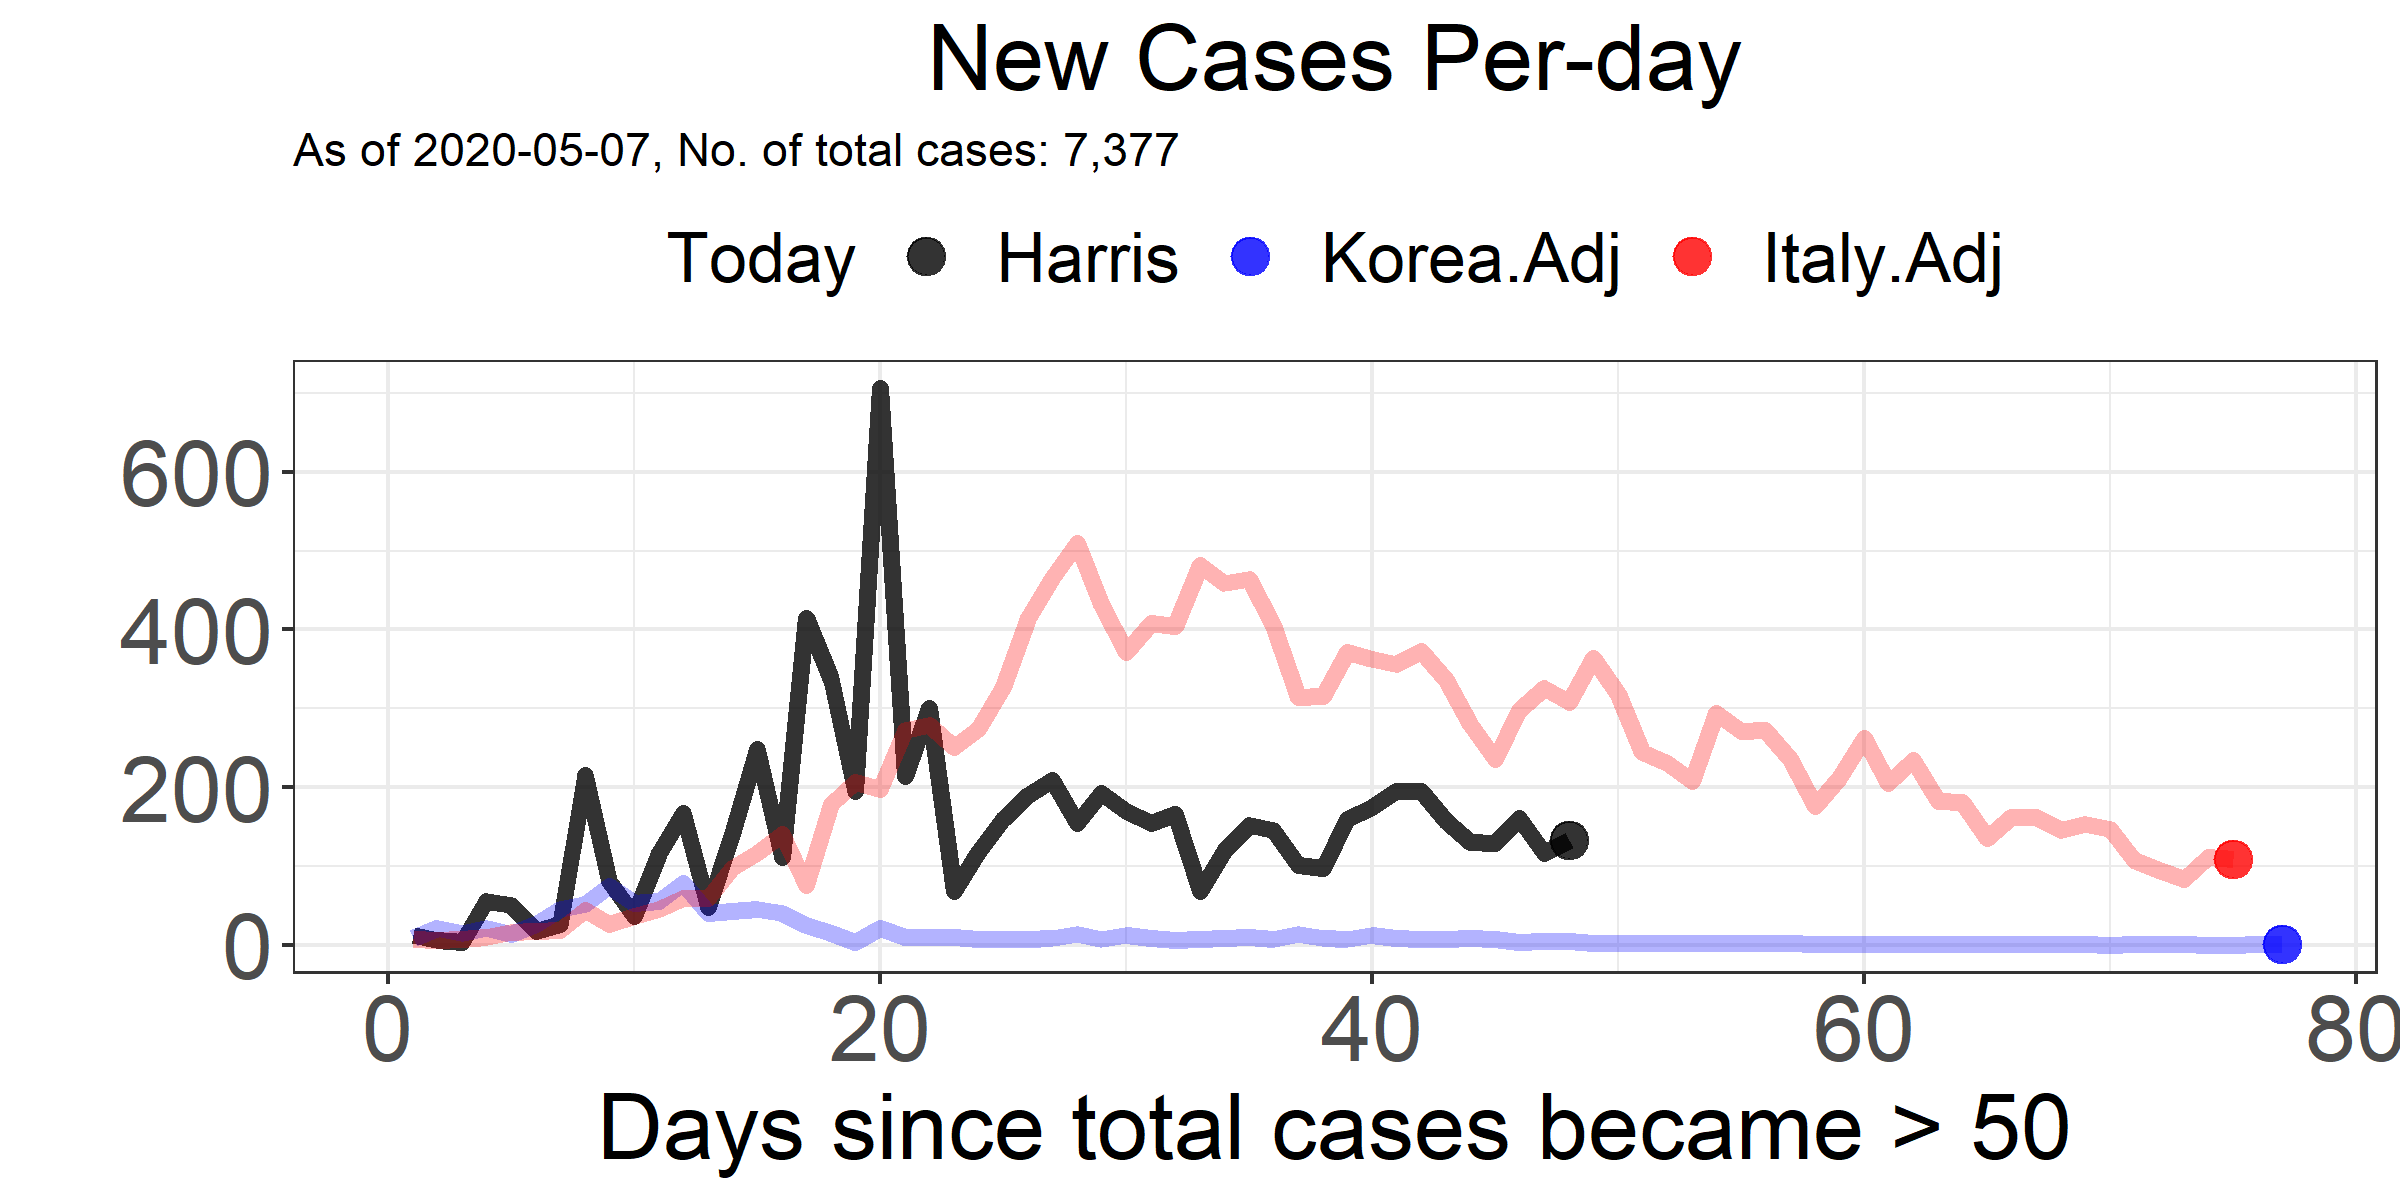 New Cases Per-day
As of 2020-05-07, No. of total cases: 7,377
Today Harris Korea.Adj Italy.Adj
600
400
200
0
0 20 40 60 80
Days since total cases became > 50